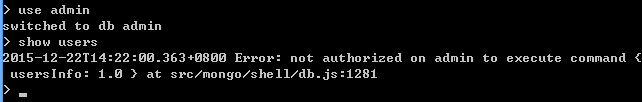 > use admin
switched to db admin
> show users
2015-12-22T14:22:00.363+0800 Error: not authorized on admin to execute command {
 usersInfo: 1.0 } at src/mongo/shell/db.js:1281
> _